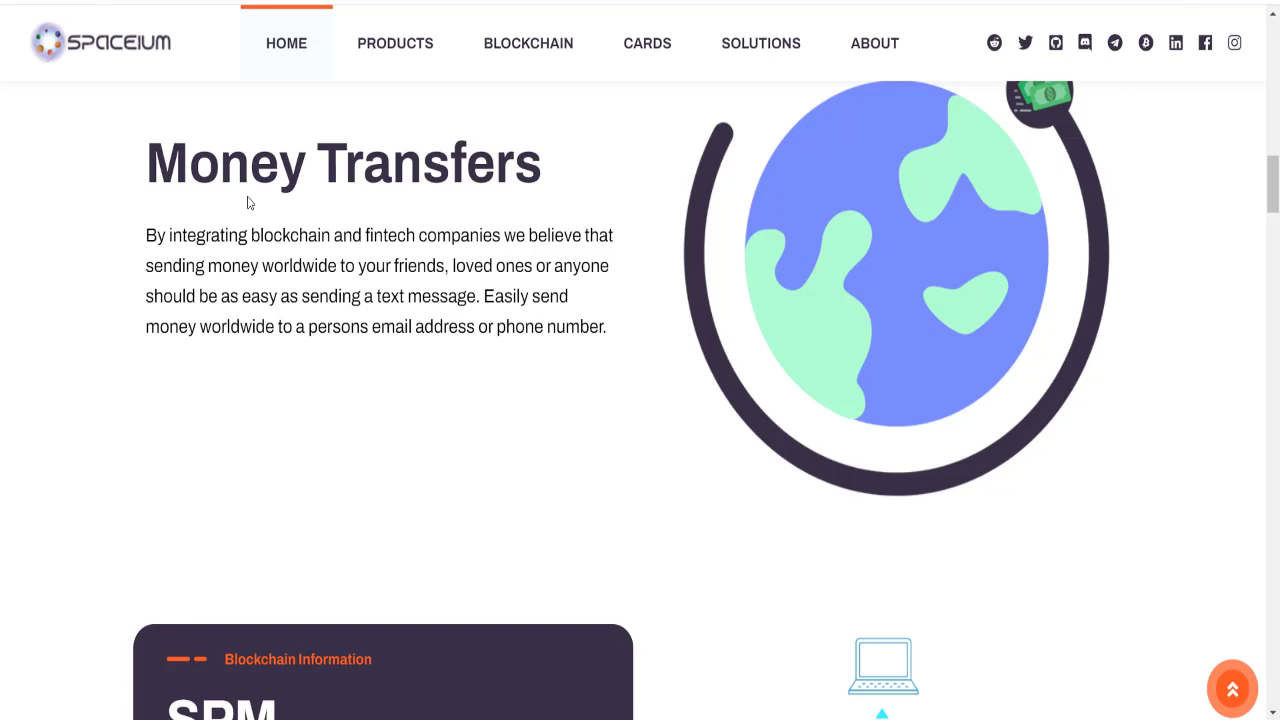 SPACEIUM
HOME
PRODUCTS
BLOCKCHAIN
CARDS
SOLUTIONS
ABOUT
Money Transfers
By integrating blockchain and fintech companies we believe that
sending money worldwide to your friends, loved ones or anyone
should be as easy as sending a text message. Easily send
money worldwide to a persons email address or phone number.
Blockchain Information
SPM